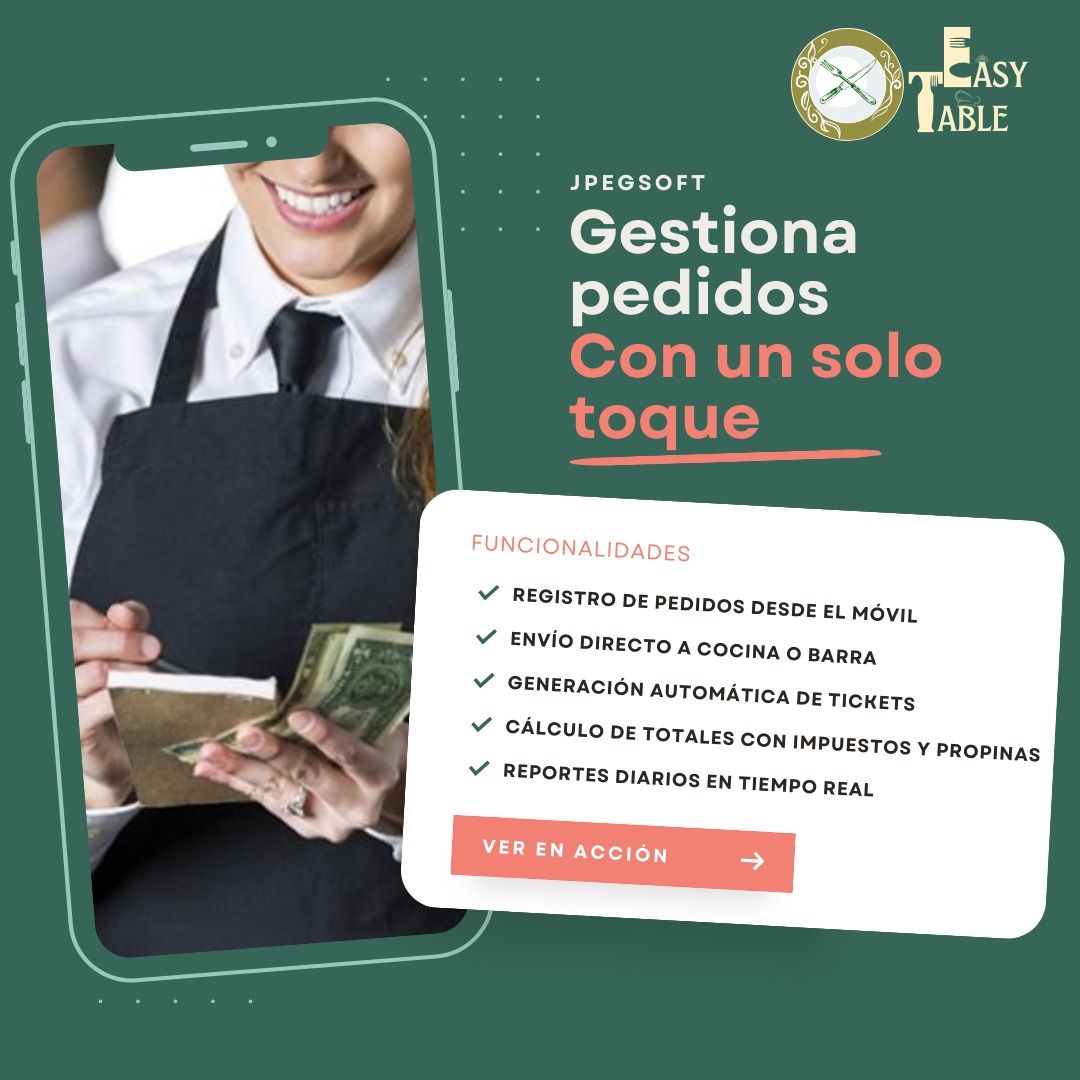 EASY
TABLE
JPEGSOFT
Gestiona
pedidos
Con un solo
toque
FUNCIONALIDADES
REGISTRO DE PEDIDOS DESDE EL MÓVIL
ENVÍO DIRECTO A COCINA O BARRA
GENERACIÓN AUTOMÁTICA DE TICKETS
CÁLCULO DE TOTALES CON IMPUESTOS Y PROPINAS
REPORTES DIARIOS EN TIEMPO REAL
VER EN ACCIÓN